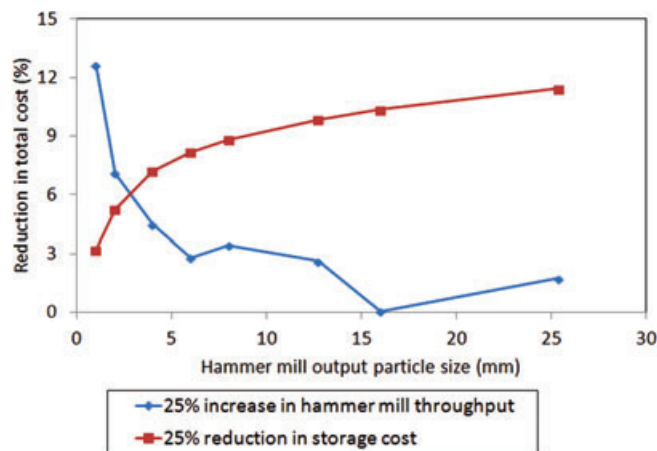 15
12
9
6
3
0
Reduction in total cost (%)
0 5 10 15 20 25 30
Hammer mill output particle size (mm)
25% increase in hammer mill throughput
25% reduction in storage cost